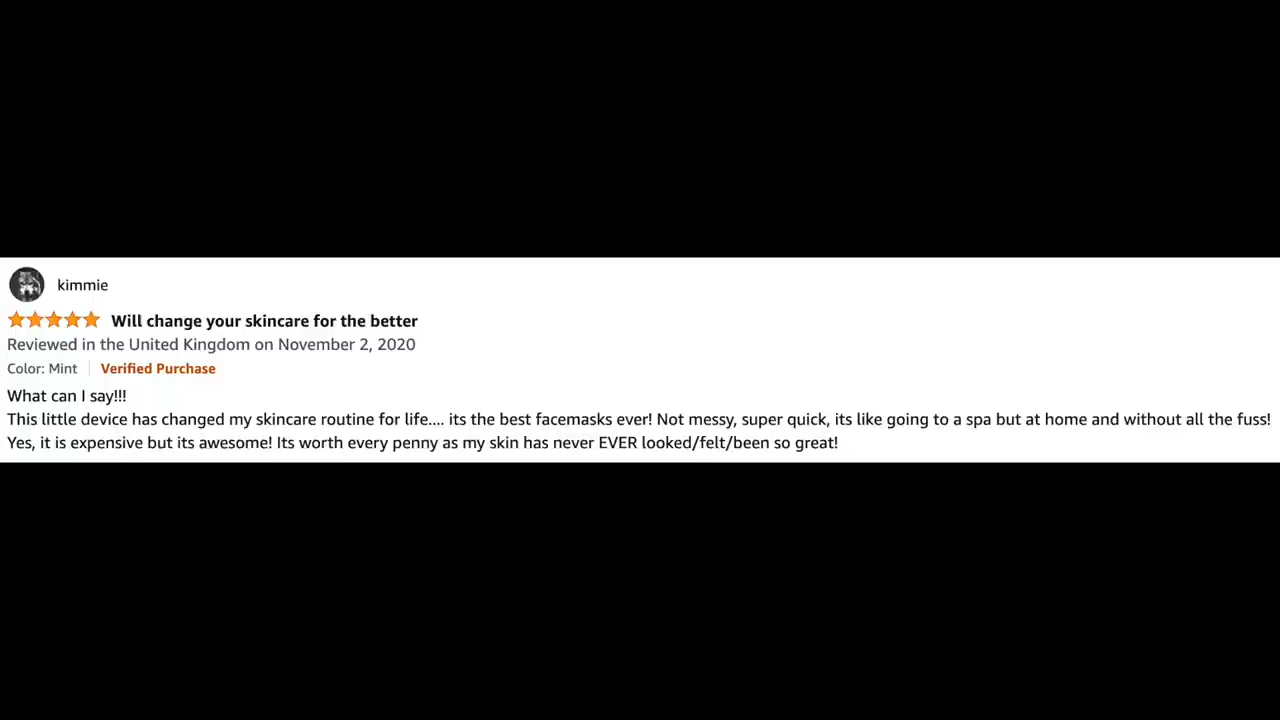 kimmie
Will change your skincare for the better
Reviewed in the United Kingdom on November 2, 2020
Color: Mint | Verified Purchase
What can I say!!!
This little device has changed my skincare routine for life.... its the best facemasks ever! Not messy, super quick, its like going to a spa but at home and without all the fuss!
Yes, it is expensive but its awesome! Its worth every penny as my skin has never EVER looked/felt/been so great!